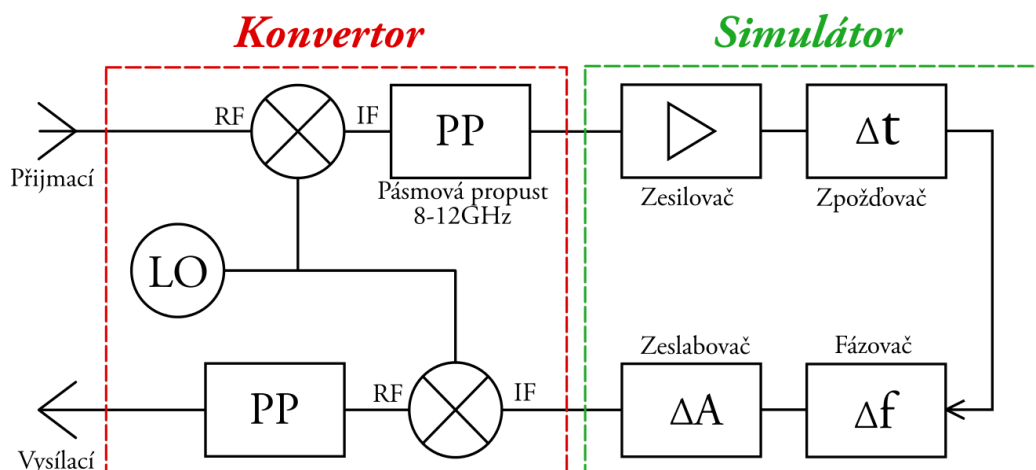 Konvertor
Simulátor
RF
IF
PP
Δt
Přijmací
Pásmová propust
8-12GHz
Zesilovač
Zpožďovač
LO
Zeslabovač
Fázovač
PP
RF
IF
ΔA
Δf
Vysílací